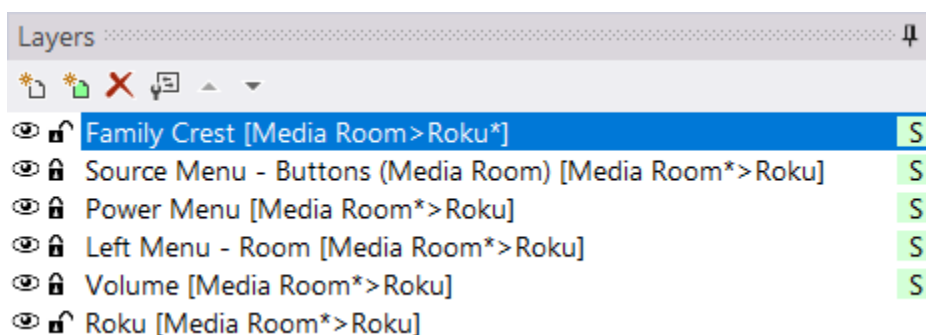 Layers
Family Crest [Media Room>Roku*] S
Source Menu - Buttons (Media Room) [Media Room*>Roku] S
Power Menu [Media Room*>Roku] S
Left Menu - Room [Media Room*>Roku] S
Volume [Media Room*>Roku] S
Roku [Media Room*>Roku]